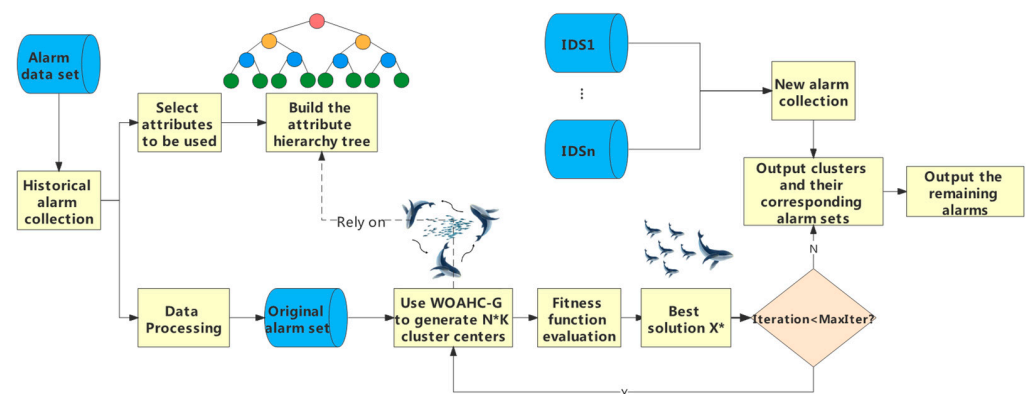 Alarm
data set
Historical
alarm
collection
Select
attributes
to be used
Build the
attribute
hierarchy tree
Rely on
Data
Processing
Original
alarm set
Use WOAHC-G
to generate N*K
cluster centers
Fitness
function
evaluation
Best
solution X*
Iteration<MaxIter?
Y
N
IDS1
...
IDSn
New alarm
collection
Output clusters
and their
corresponding
alarm sets
Output the
remaining
alarms